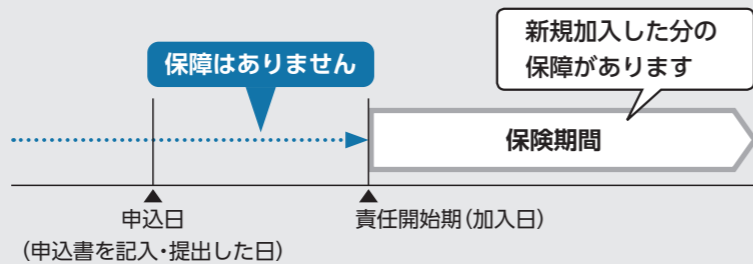 新規加入した分の
保障があります
保障はありません
保険期間
申込日
(申込書を記入・提出した日)
責任開始期(加入日)